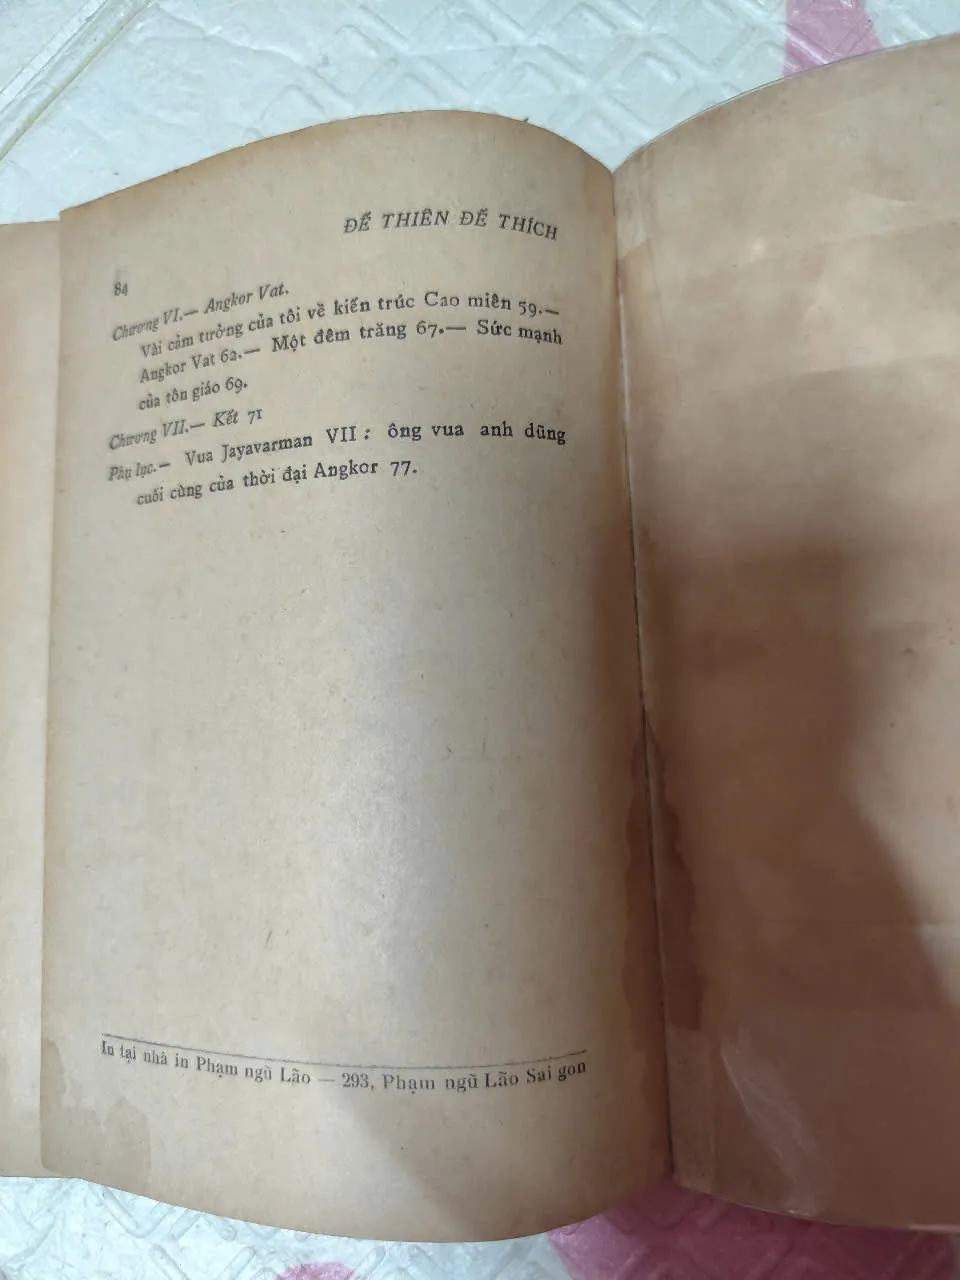 ĐẾ THIÊN ĐẾ THÍCH
84
Chương VI.— Angkor Vat.
Vài cảm tưởng của tôi về kiến trúc Cao miên 59.—
Angkor Vat 62.— Một đêm trăng 67.— Sức mạnh
của tôn giáo 69.
Chương VII.— Kết 71
Phụ lục.— Vua Jayavarman VII : ông vua anh dũng
cuối cùng của thời đại Angkor 77.
In tại nhà in Phạm ngũ Lão — 293, Phạm ngũ Lão Sai gon